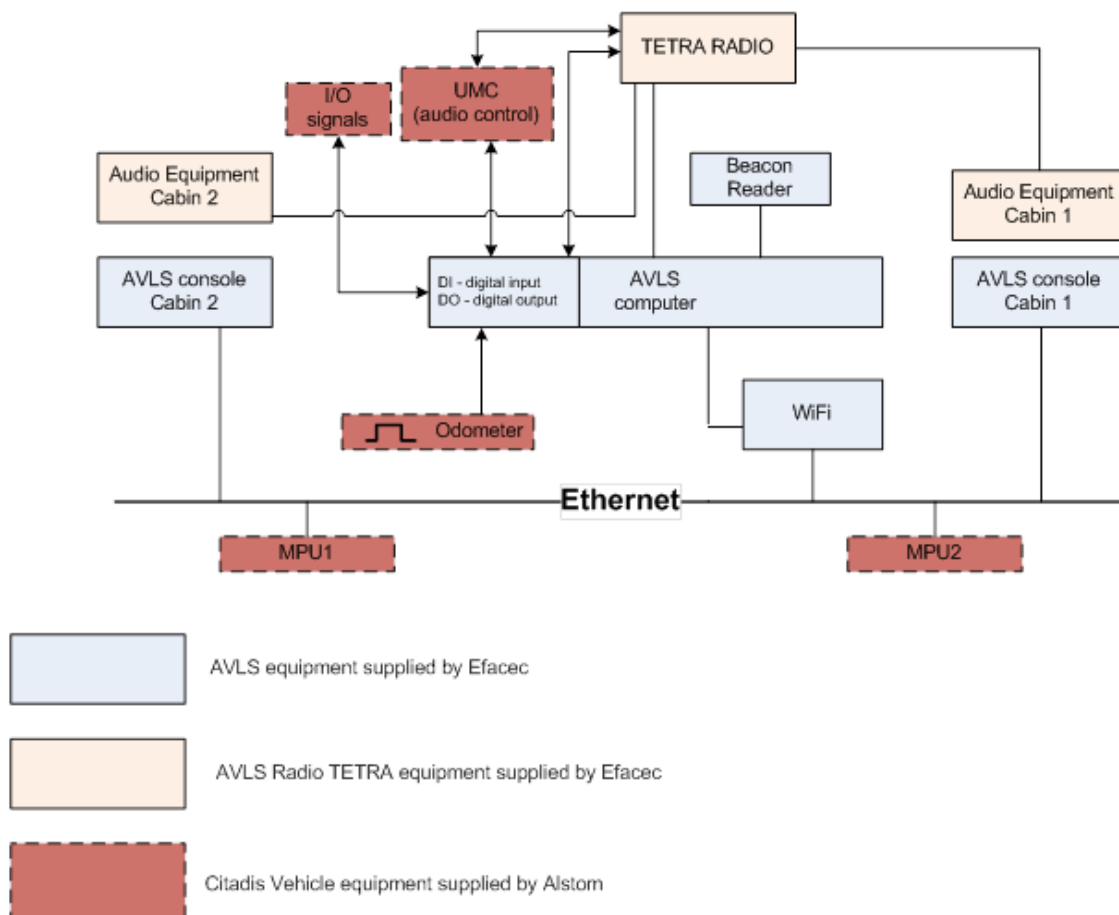 TETRA RADIO
I/O
signals
UMC
(audio control)
Audio Equipment
Cabin 2
Beacon
Reader
Audio Equipment
Cabin 1
AVLS console
Cabin 2
DI - digital input
DO - digital output
AVLS
computer
AVLS console
Cabin 1
WiFi
Odometer
Ethernet
MPU1
MPU2
AVLS equipment supplied by Efacec
AVLS Radio TETRA equipment supplied by Efacec
Citadis Vehicle equipment supplied by Alstom